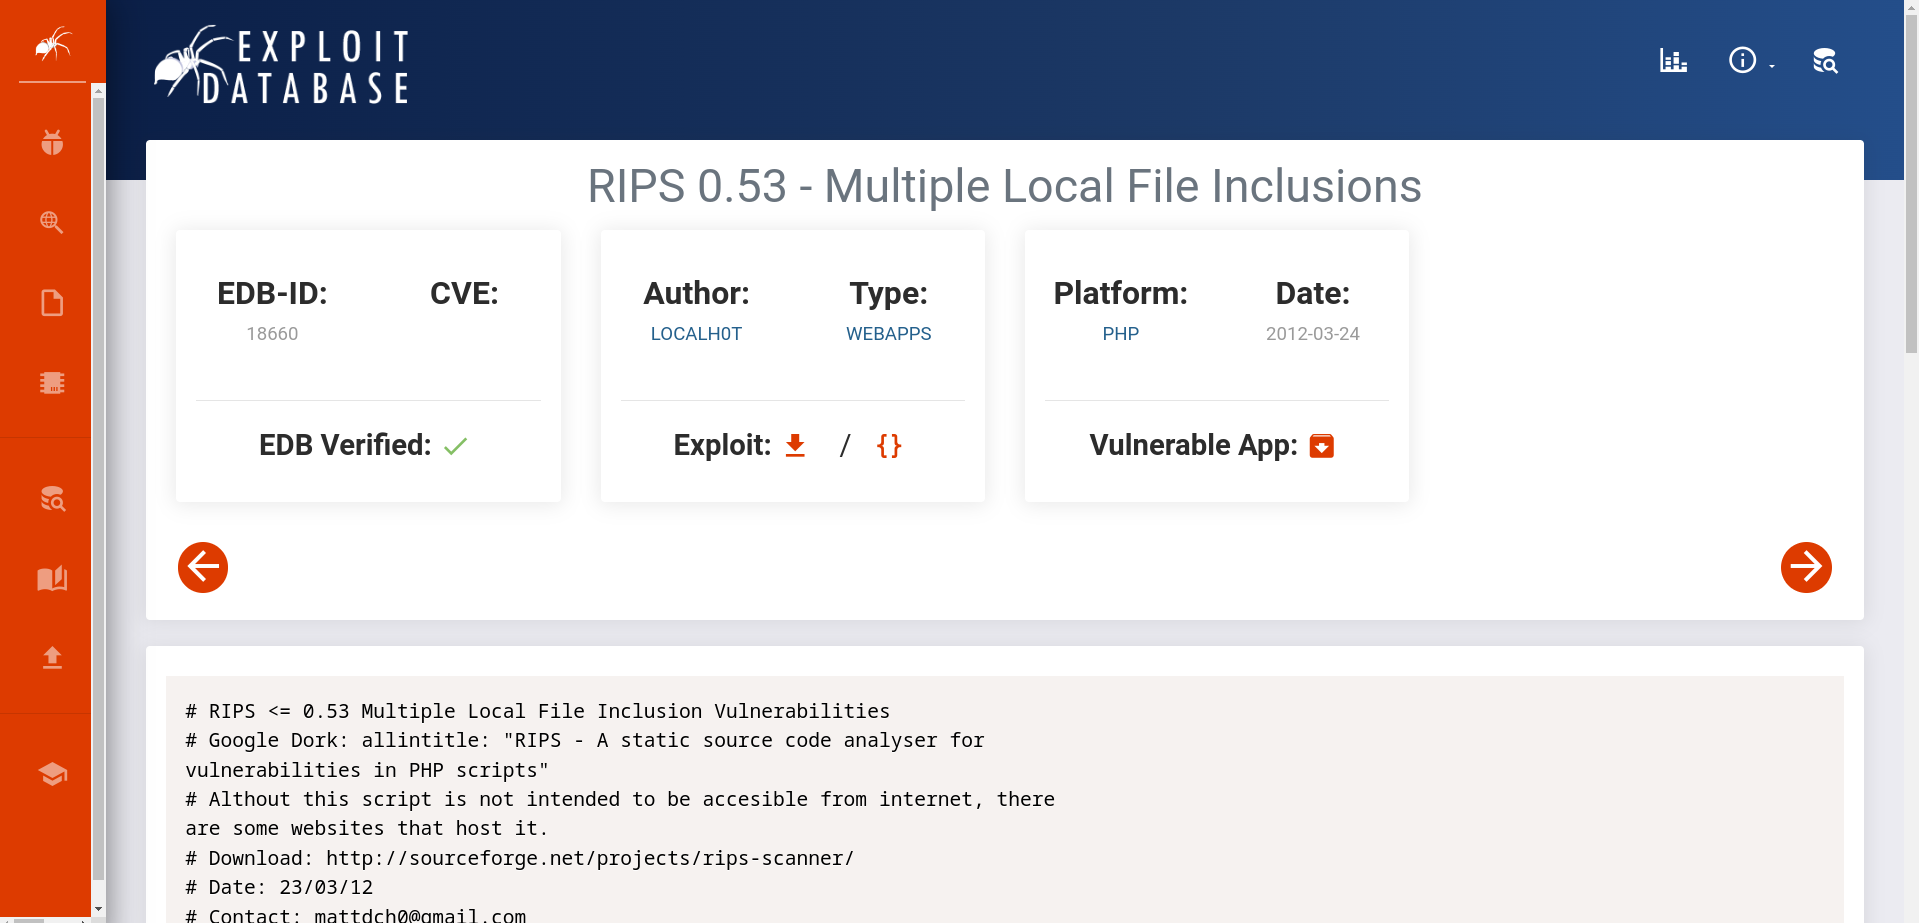 EXPLOIT
DATABASE
RIPS 0.53 - Multiple Local File Inclusions
EDB-ID:
18660
CVE:
EDB Verified:
Author:
LOCALH0T
Type:
WEBAPPS
Exploit: / {}
Platform:
PHP
Date:
2012-03-24
Vulnerable App:
# RIPS <= 0.53 Multiple Local File Inclusion Vulnerabilities
# Google Dork: allintitle: "RIPS - A static source code analyser for
vulnerabilities in PHP scripts"
# Althout this script is not intended to be accesible from internet, there
are some websites that host it.
# Download: http://sourceforge.net/projects/rips-scanner/
# Date: 23/03/12
# Contact: mattdch0@gmail.com